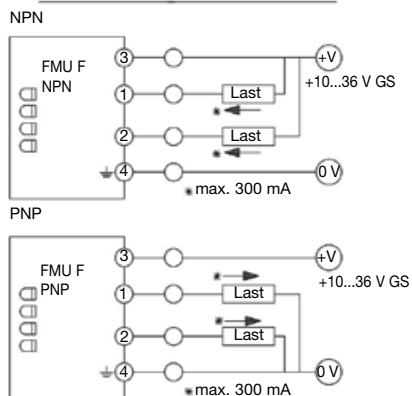 NPN
3 +V
FMU F
NPN
+10...36 V GS
1 Last
*
2 Last
*
4 0 V
* max. 300 mA
PNP
3 +V
FMU F
PNP
+10...36 V GS
*
1 Last
*
2 Last
4 0 V
* max. 300 mA